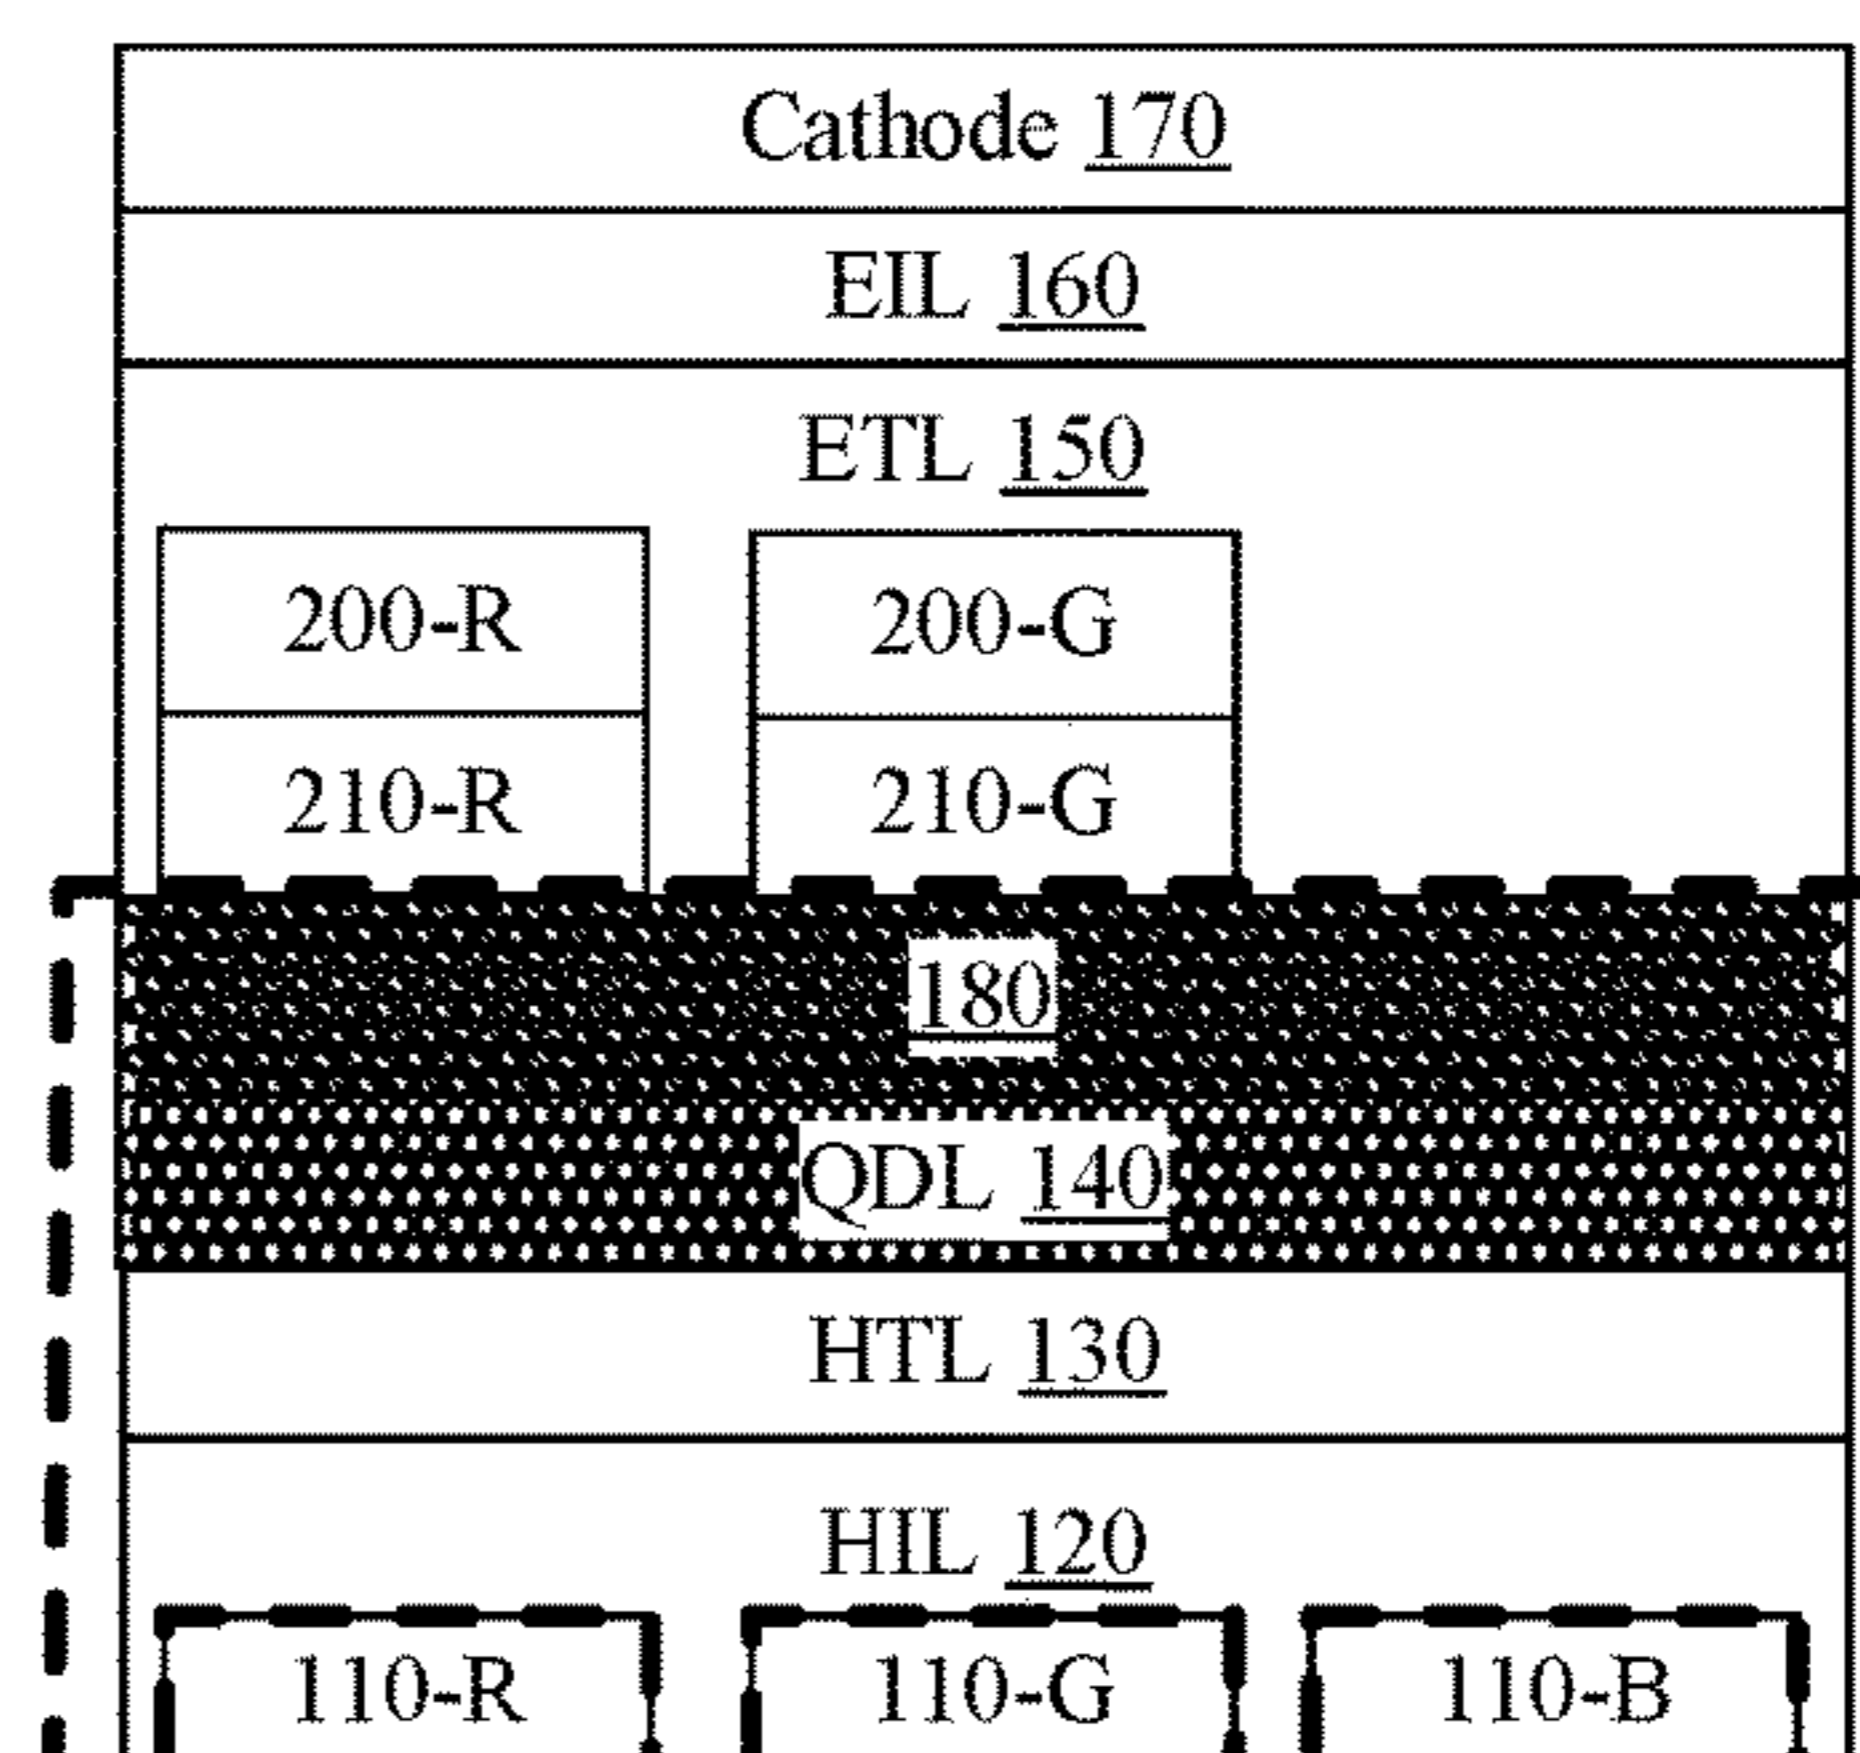 Cathode 170
EIL 160
ETL 150
200-R 200-G
210-R 210-G
180
QDL 140
HTL 130
HIL 120
110-R 110-G 110-B